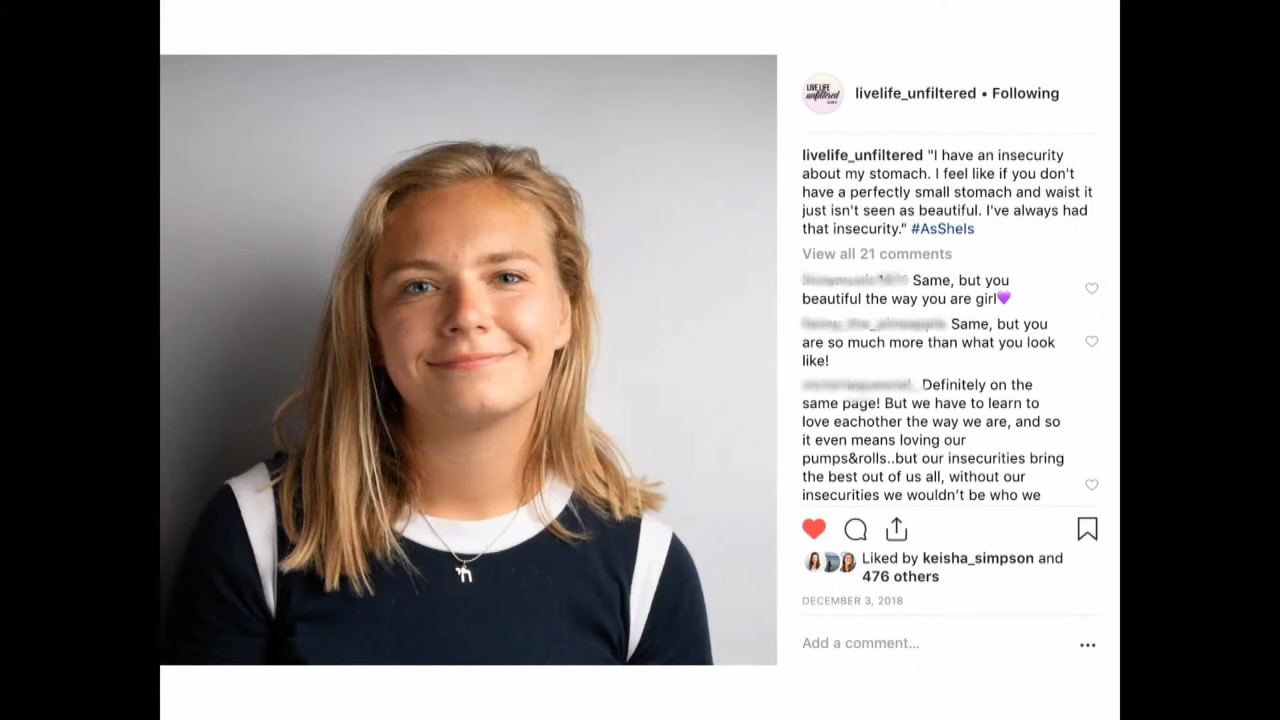 LIVE LIFE
unfiltered
livelife_unfiltered • Following
livelife_unfiltered "I have an insecurity
about my stomach. I feel like if you don't
have a perfectly small stomach and waist it
just isn't seen as beautiful. I've always had
that insecurity." #AsSheIs
View all 21 comments
Same, but you
beautiful the way you are girl💜
Same, but you
are so much more than what you look
like!
Definitely on the
same page! But we have to learn to
love eachother the way we are, and so
it even means loving our
pumps&rolls..but our insecurities bring
the best out of us all, without our
insecurities we wouldn't be who we
Liked by keisha_simpson and
476 others
DECEMBER 3, 2018
Add a comment...